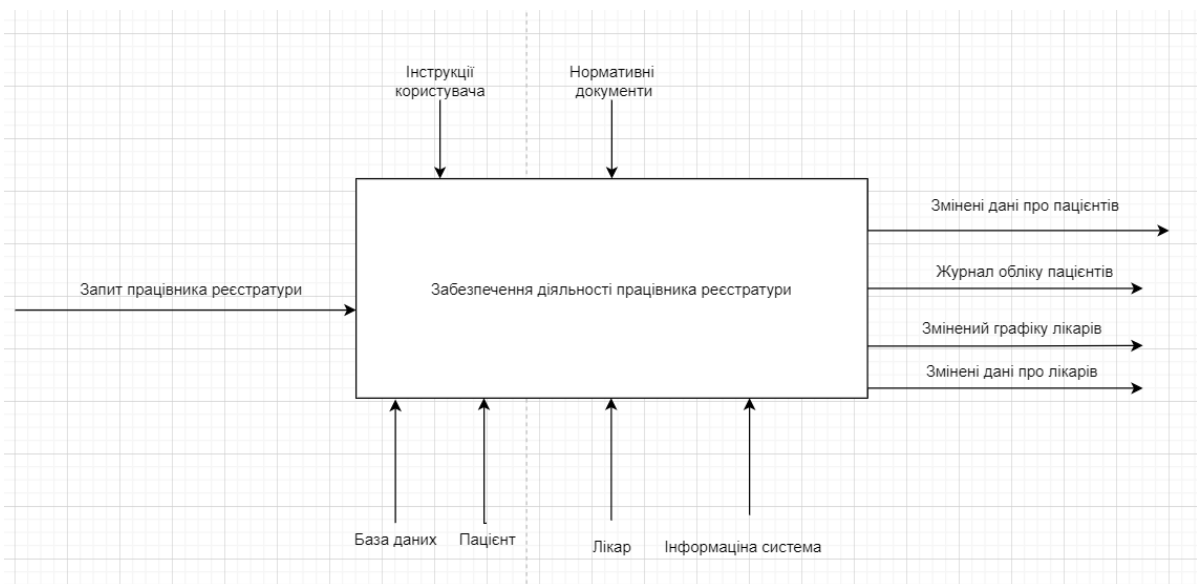 Інструкції
користувача
Нормативні
документи
Змінені дані про пацієнтів
Журнал обліку пацієнтів
Запит працівника реєстратури
Забезпечення діяльності працівника реєстратури
Змінений графіку лікарів
Змінені дані про лікарів
База даних
Пацієнт
Лікар
Інформаціна система